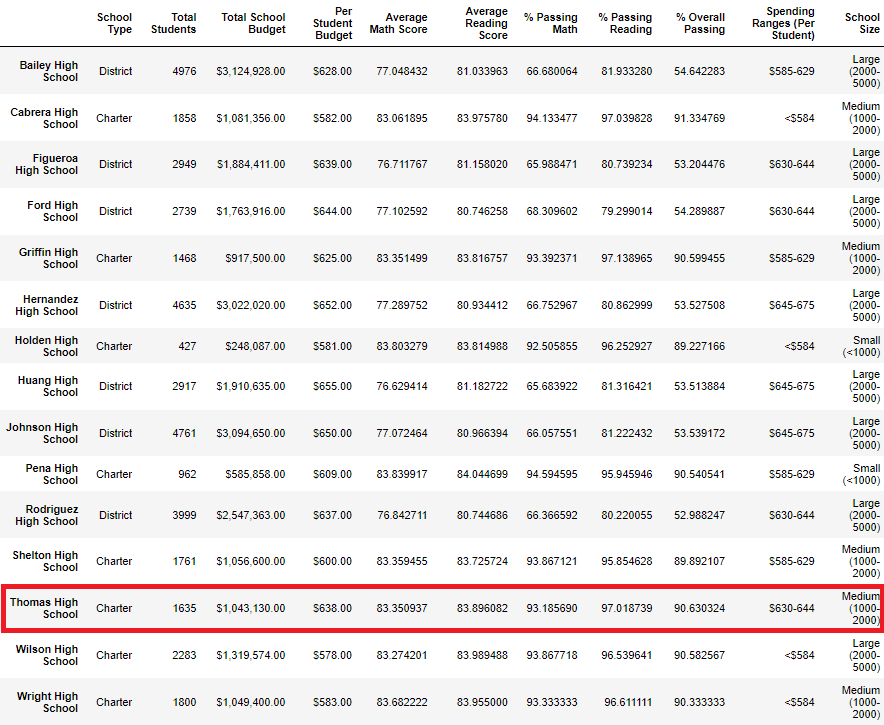 School Type Total Students Total School Budget Per Student Budget Average Math Score Average Reading Score % Passing Math % Passing Reading % Overall Passing Spending Ranges (Per Student) School Size
Bailey High School District 4976 $3,124,928.00 $628.00 77.048432 81.033963 66.680064 81.933280 54.642283 $585-629 Large (2000-5000)
Cabrera High School Charter 1858 $1,081,356.00 $582.00 83.061895 83.975780 94.133477 97.039828 91.334769 <$584 Medium (1000-2000)
Figueroa High School District 2949 $1,884,411.00 $639.00 76.711767 81.158020 65.988471 80.739234 53.204476 $630-644 Large (2000-5000)
Ford High School District 2739 $1,763,916.00 $644.00 77.102592 80.746258 68.309602 79.299014 54.289887 $630-644 Large (2000-5000)
Griffin High School Charter 1468 $917,500.00 $625.00 83.351499 83.816757 93.392371 97.138965 90.599455 $585-629 Medium (1000-2000)
Hernandez High School District 4635 $3,022,020.00 $652.00 77.289752 80.934412 66.752967 80.862999 53.527508 $645-675 Large (2000-5000)
Holden High School Charter 427 $248,087.00 $581.00 83.803279 83.814988 92.505855 96.252927 89.227166 <$584 Small (<1000)
Huang High School District 2917 $1,910,635.00 $655.00 76.629414 81.182722 65.683922 81.316421 53.513884 $645-675 Large (2000-5000)
Johnson High School District 4761 $3,094,650.00 $650.00 77.072464 80.966394 66.057551 81.222432 53.539172 $645-675 Large (2000-5000)
Pena High School Charter 962 $585,858.00 $609.00 83.839917 84.044699 94.594595 95.945946 90.540541 $585-629 Small (<1000)
Rodriguez High School District 3999 $2,547,363.00 $637.00 76.842711 80.744686 66.366592 80.220055 52.988247 $630-644 Large (2000-5000)
Shelton High School Charter 1761 $1,056,600.00 $600.00 83.359455 83.725724 93.867121 95.854628 89.892107 $585-629 Medium (1000-2000)
Thomas High School Charter 1635 $1,043,130.00 $638.00 83.350937 83.896082 93.185690 97.018739 90.630324 $630-644 Medium (1000-2000)
Wilson High School Charter 2283 $1,319,574.00 $578.00 83.274201 83.989488 93.867718 96.539641 90.582567 <$584 Large (2000-5000)
Wright High School Charter 1800 $1,049,400.00 $583.00 83.682222 83.955000 93.333333 96.611111 90.333333 <$584 Medium (1000-2000)